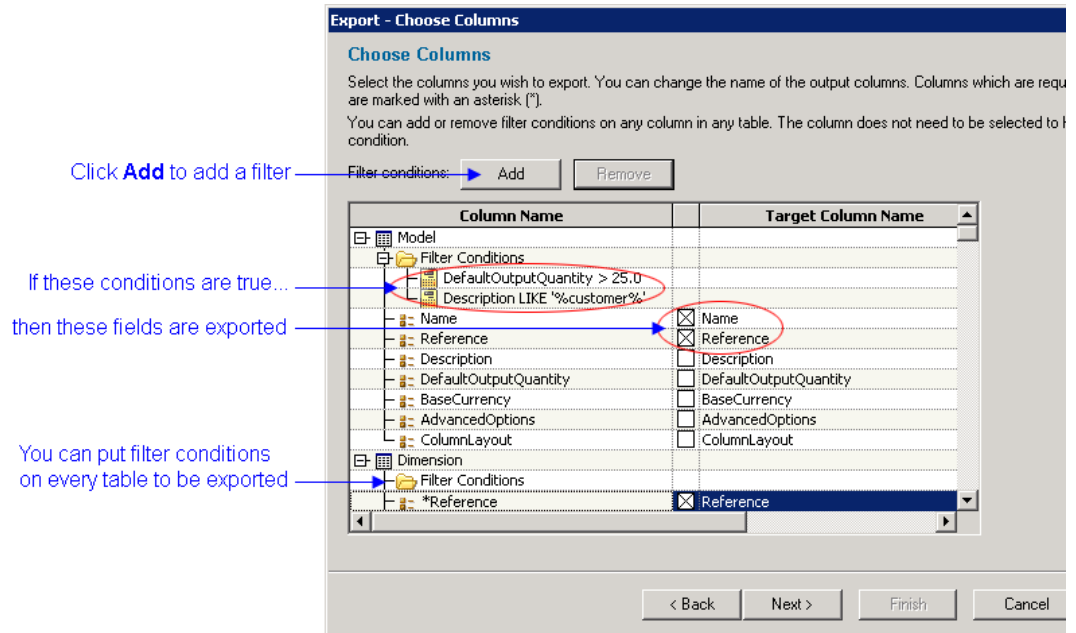 Export - Choose Columns
Choose Columns
Select the columns you wish to export. You can change the name of the output columns. Columns which are requ
are marked with an asterisk (*).
You can add or remove filter conditions on any column in any table. The column does not need to be selected to
condition.
Click Add to add a filter
Filter conditions:
Add
Remove
Column Name
Target Column Name
Model
Filter Conditions
If these conditions are true...
DefaultOutputQuantity > 25.0
Description LIKE '%customer%'
then these fields are exported
Name
Name
Reference
Reference
Description
Description
DefaultOutputQuantity
DefaultOutputQuantity
BaseCurrency
BaseCurrency
AdvancedOptions
AdvancedOptions
ColumnLayout
ColumnLayout
You can put filter conditions
on every table to be exported
Dimension
Filter Conditions
*Reference
Reference
< Back
Next >
Finish
Cancel